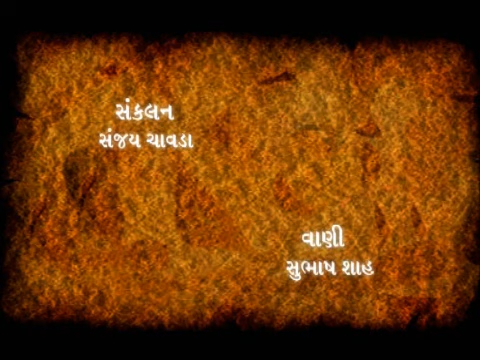 સંકલન
સંજય ચાવડા
વાણી
સુભાષ શાહ